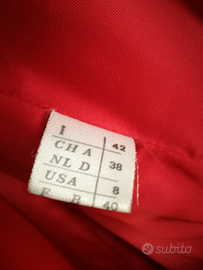 I 42
CH A
NL D 38
USA 8
F B 40
subito